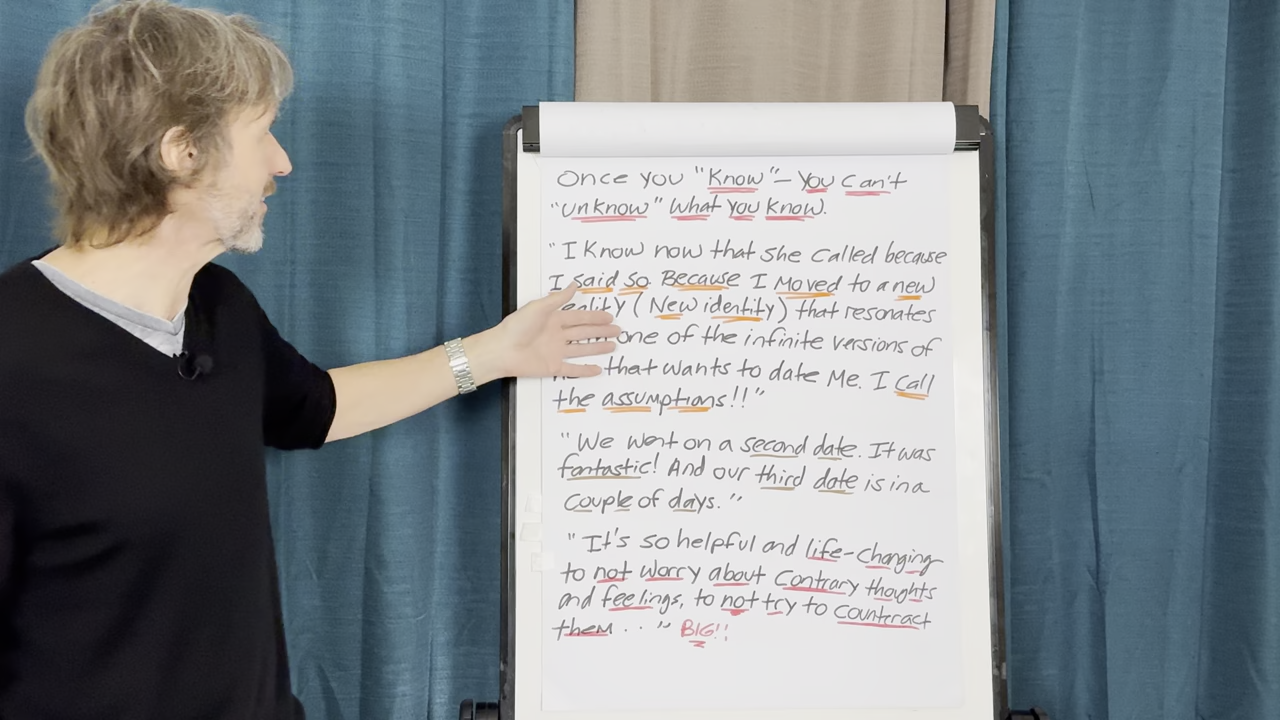 Once you "Know" - You Can't
"unknow" What You Know.
"I Know now that she called because
I said so. Because I Moved to a new
eality (New identity) that resonates
one of the infinite versions of
that wants to date Me. I call
the assumptions!!"
"We went on a second date. It was
fantastic! And our third date is in a
couple of days."
"It's so helpful and life-changing
to not worry about contrary thoughts
and feelings, to not try to counteract
them . . ." BIG!!